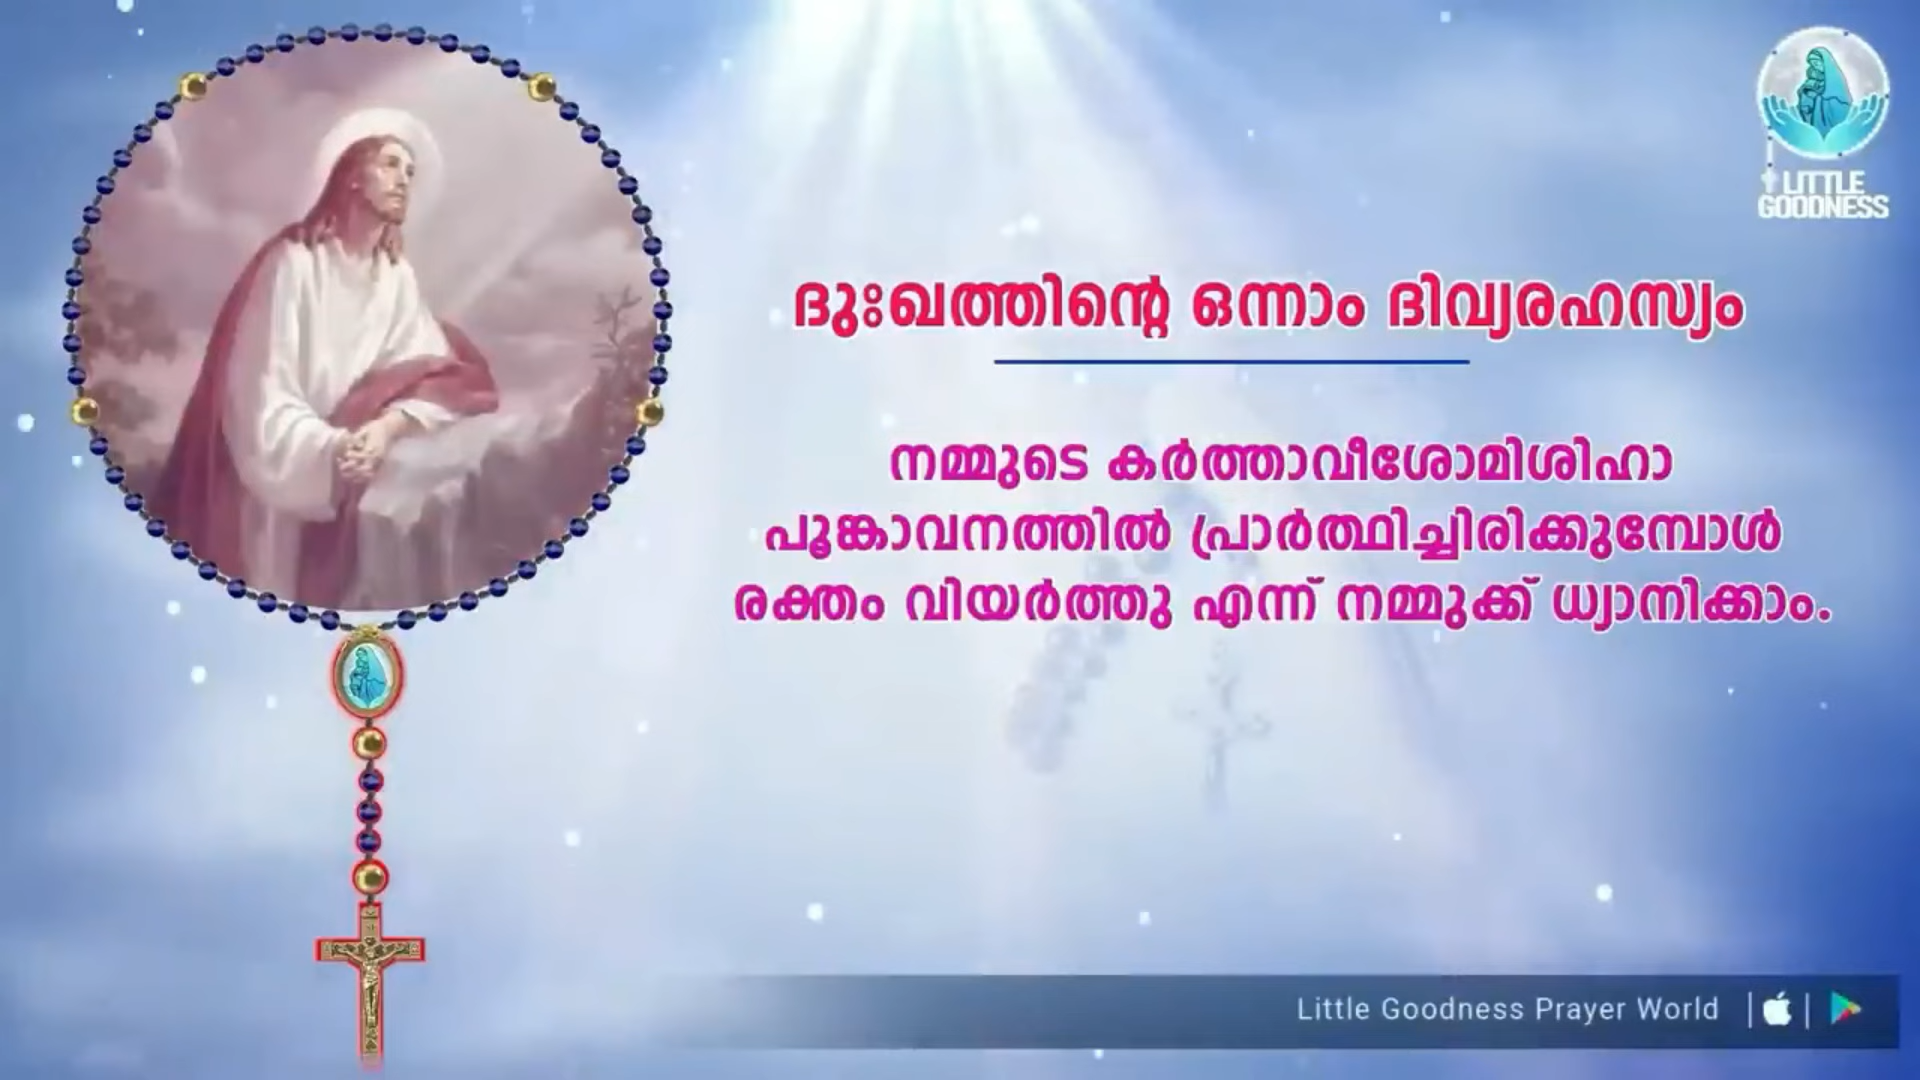 LITTLE
GOODNESS
ദുഃഖത്തിന്റെ ഒന്നാം ദിവ്യരഹസ്യം
നമ്മുടെ കർത്താവീശോമിശിഹാ
പൂങ്കാവനത്തിൽ പ്രാർത്ഥിച്ചിരിക്കുമ്പോൾ
രക്തം വിയർത്തു എന്ന് നമ്മുക്ക് ധ്യാനിക്കാം.
Little Goodness Prayer World